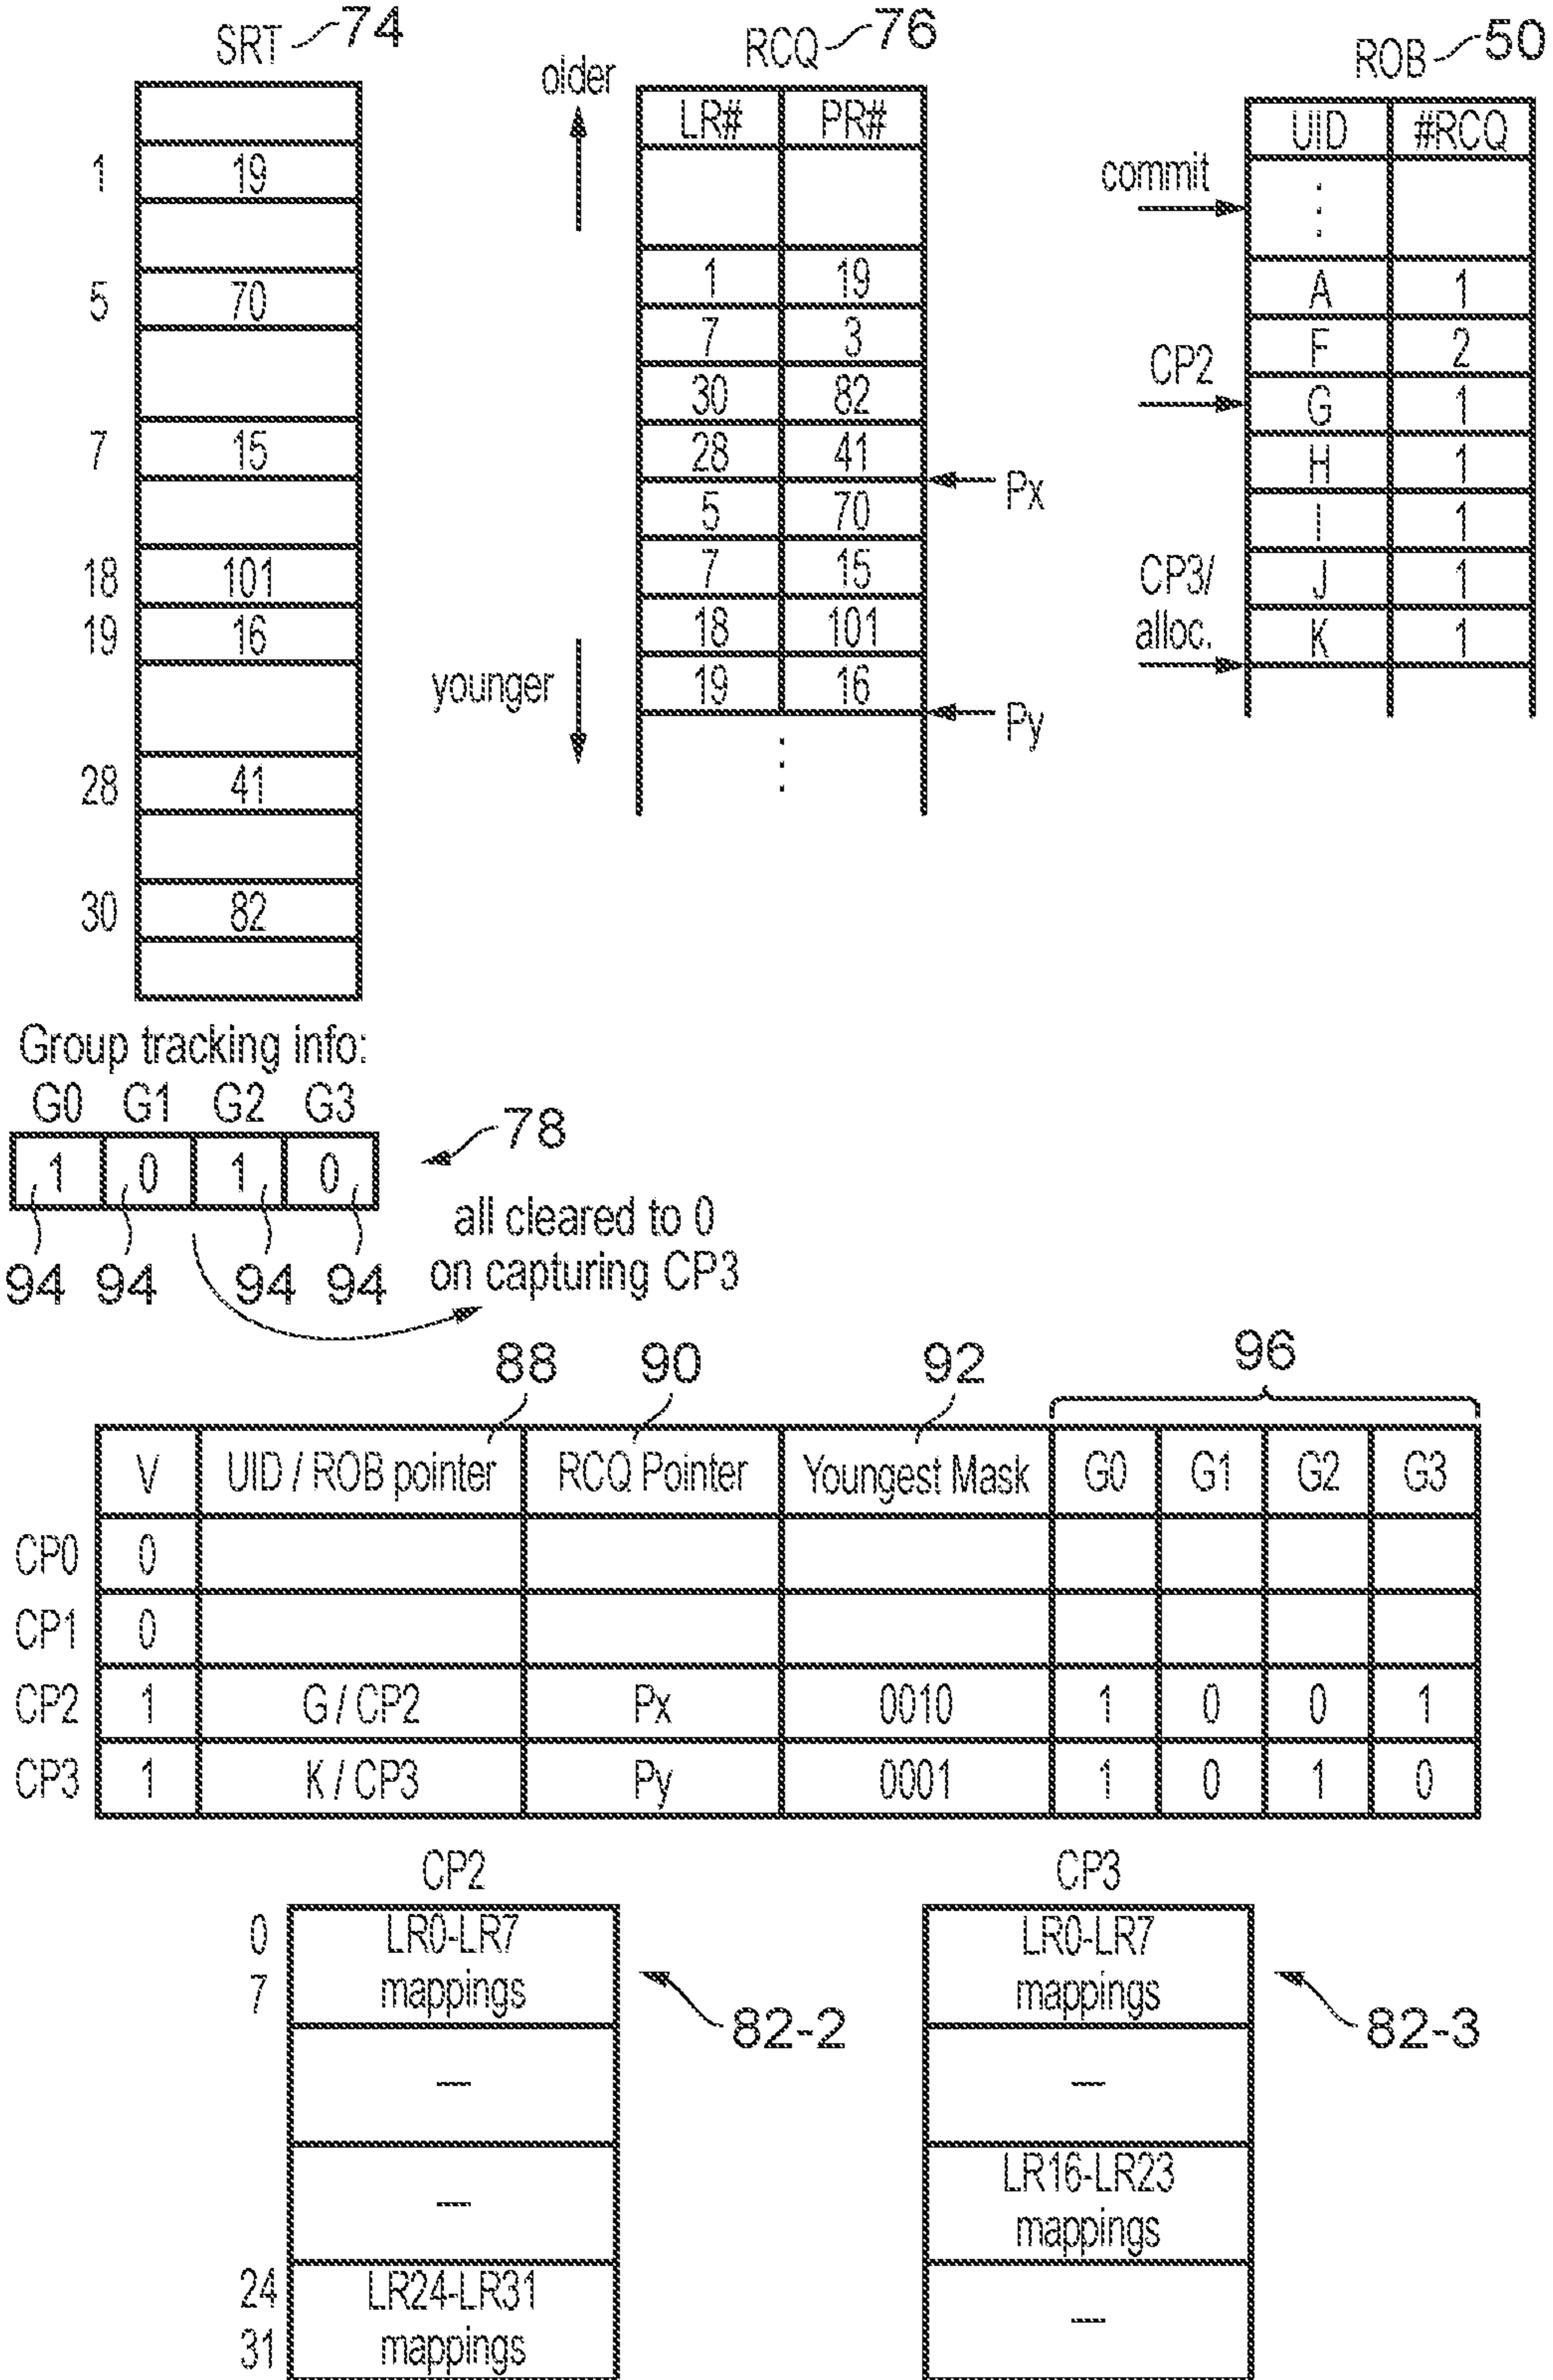 SRT 74
1 19
5 70
7 15
18 101
19 16
28 41
30 82
older
younger
RCQ 76
LR# PR#
1 19
7 3
30 82
28 41
5 70
7 15
18 101
19 16
Px
Py
ROB 50
UID #RCQ
commit
A 1
F 2
CP2
G 1
H 1
I 1
CP3/
alloc.
J 1
K 1
Group tracking info:
G0 G1 G2 G3
1 0 1 0
78
94 94 94 94
all cleared to 0
on capturing CP3
88 90 92 96
V UID / ROB pointer RCQ Pointer Youngest Mask G0 G1 G2 G3
CP0 0
CP1 0
CP2 1 G / CP2 Px 0010 1 0 0 1
CP3 1 K / CP3 Py 0001 1 0 1 0
CP2
0 LR0-LR7
7 mappings
82-2
—
—
24 LR24-LR31
31 mappings
CP3
LR0-LR7
mappings
82-3
—
LR16-LR23
mappings
—